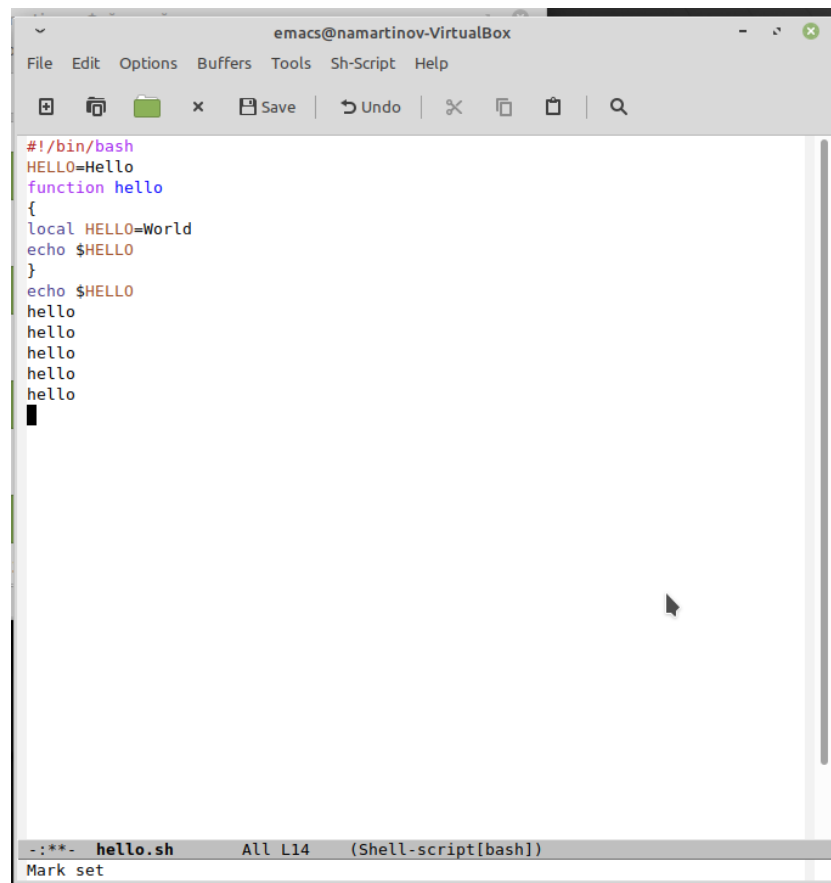 emacs@namartinov-VirtualBox
File Edit Options Buffers Tools Sh-Script Help
Save Undo
#!/bin/bash
HELLO=Hello
function hello
{
local HELLO=World
echo $HELLO
}
echo $HELLO
hello
hello
hello
hello
hello
-:**- hello.sh All L14 (Shell-script[bash])
Mark set